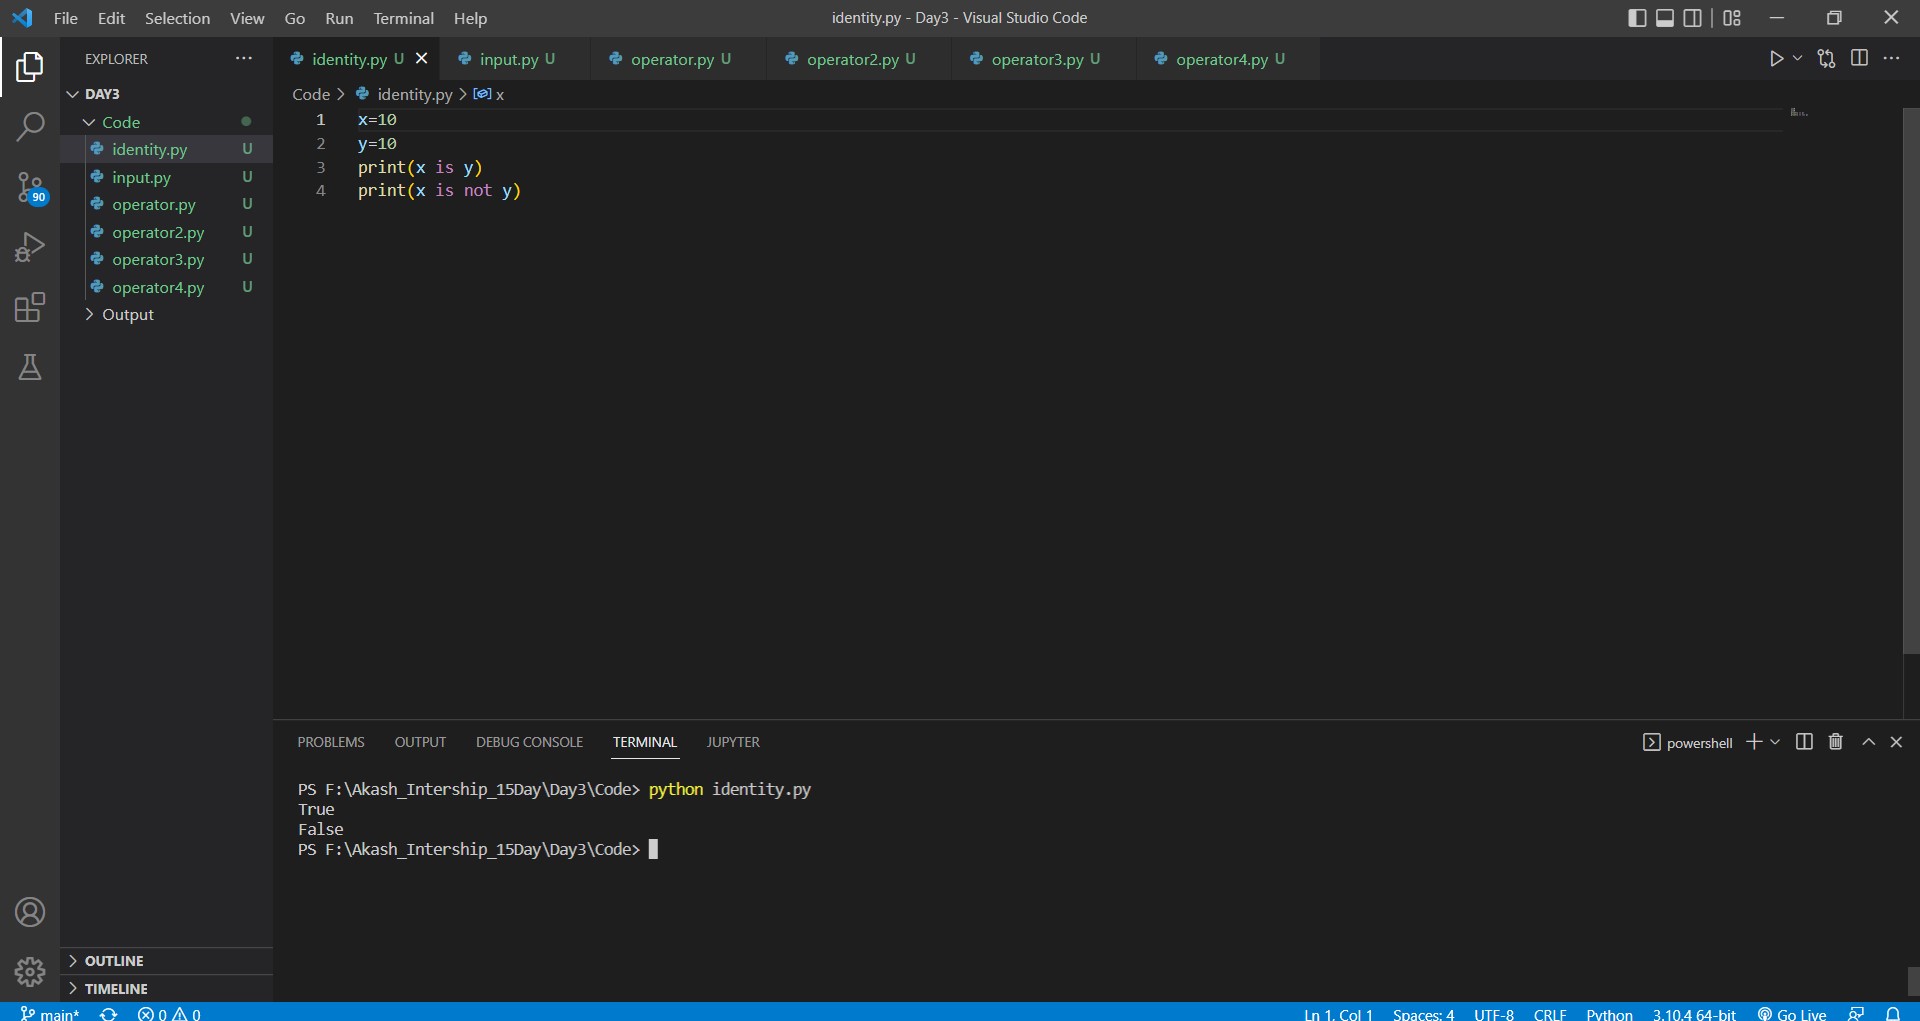 File Edit Selection View Go Run Terminal Help
identity.py - Day3 - Visual Studio Code
EXPLORER
DAY3
Code
identity.py U
input.py U
operator.py U
operator2.py U
operator3.py U
operator4.py U
Output
90
OUTLINE
TIMELINE
identity.py U input.py U operator.py U operator2.py U operator3.py U operator4.py U
Code > identity.py > x
1 x=10
2 y=10
3 print(x is y)
4 print(x is not y)
PROBLEMS OUTPUT DEBUG CONSOLE TERMINAL JUPYTER
powershell
PS F:\Akash_Intership_15Day\Day3\Code> python identity.py
True
False
PS F:\Akash_Intership_15Day\Day3\Code>
main* 0 0 Ln 1, Col 1 Spaces: 4 UTF-8 CRLF Python 3.10.4 64-bit Go Live